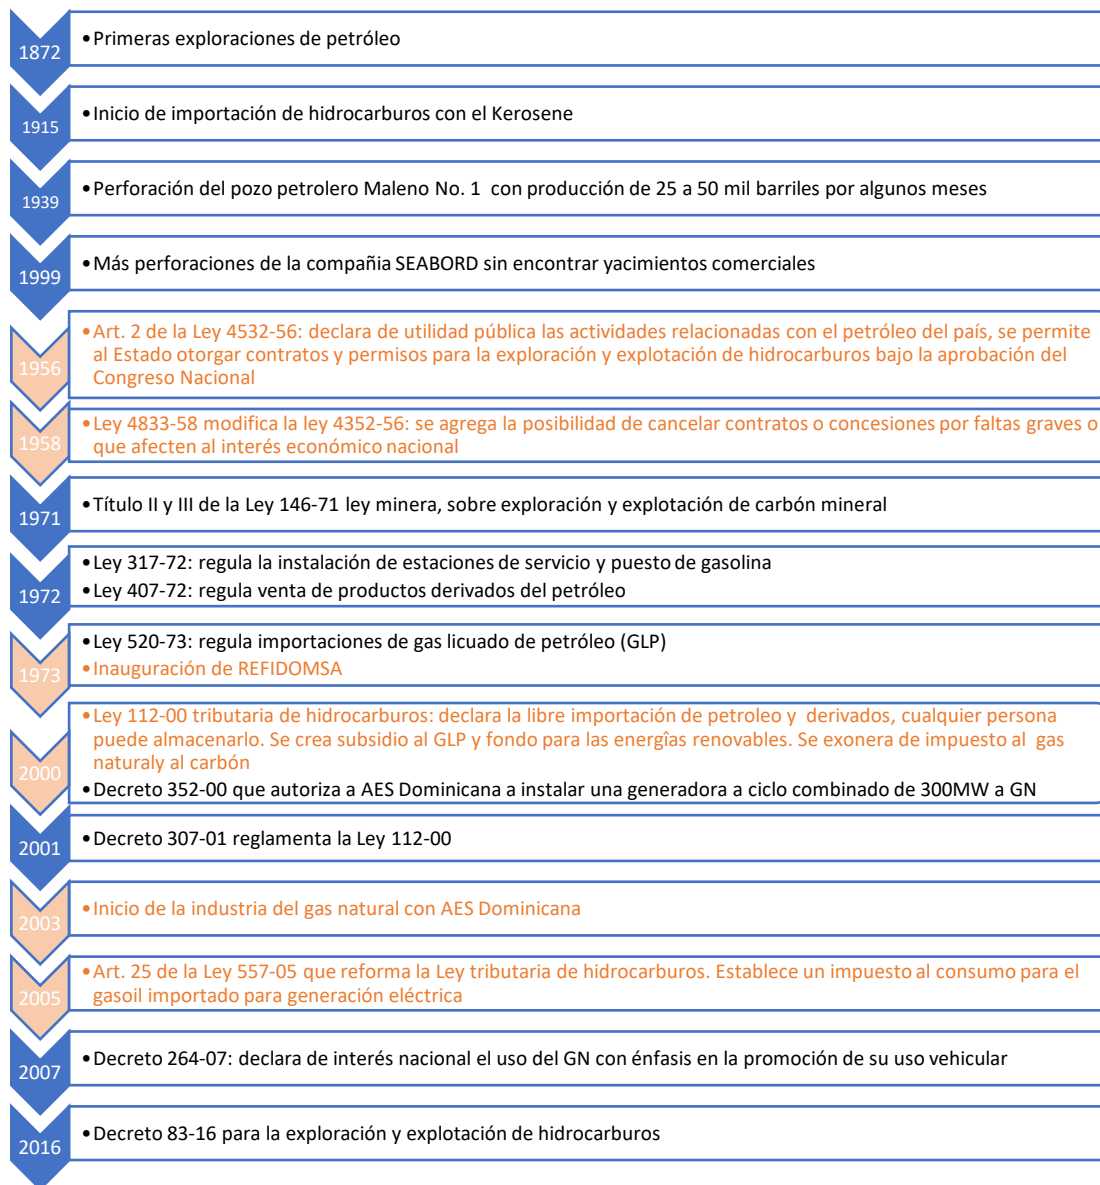 1872
•Primeras exploraciones de petróleo
1915
•Inicio de importación de hidrocarburos con el Kerosene
1939
•Perforación del pozo petrolero Maleno No. 1 con producción de 25 a 50 mil barriles por algunos meses
1999
•Más perforaciones de la compañia SEABORD sin encontrar yacimientos comerciales
1956
•Art. 2 de la Ley 4532-56: declara de utilidad pública las actividades relacionadas con el petróleo del país, se permite
al Estado otorgar contratos y permisos para la exploración y explotación de hidrocarburos bajo la aprobación del
Congreso Nacional
1958
•Ley 4833-58 modifica la ley 4352-56: se agrega la posibilidad de cancelar contratos o concesiones por faltas graves o
que afecten al interés económico nacional
1971
•Título II y III de la Ley 146-71 ley minera, sobre exploración y explotación de carbón mineral
1972
•Ley 317-72: regula la instalación de estaciones de servicio y puesto de gasolina
•Ley 407-72: regula venta de productos derivados del petróleo
1973
•Ley 520-73: regula importaciones de gas licuado de petróleo (GLP)
•Inauguración de REFIDOMSA
2000
•Ley 112-00 tributaria de hidrocarburos: declara la libre importación de petroleo y derivados, cualquier persona
puede almacenarlo. Se crea subsidio al GLP y fondo para las energîas renovables. Se exonera de impuesto al gas
naturaly al carbón
•Decreto 352-00 que autoriza a AES Dominicana a instalar una generadora a ciclo combinado de 300MW a GN
2001
•Decreto 307-01 reglamenta la Ley 112-00
2003
•Inicio de la industria del gas natural con AES Dominicana
2005
•Art. 25 de la Ley 557-05 que reforma la Ley tributaria de hidrocarburos. Establece un impuesto al consumo para el
gasoil importado para generación eléctrica
2007
•Decreto 264-07: declara de interés nacional el uso del GN con énfasis en la promoción de su uso vehicular
2016
•Decreto 83-16 para la exploración y explotación de hidrocarburos